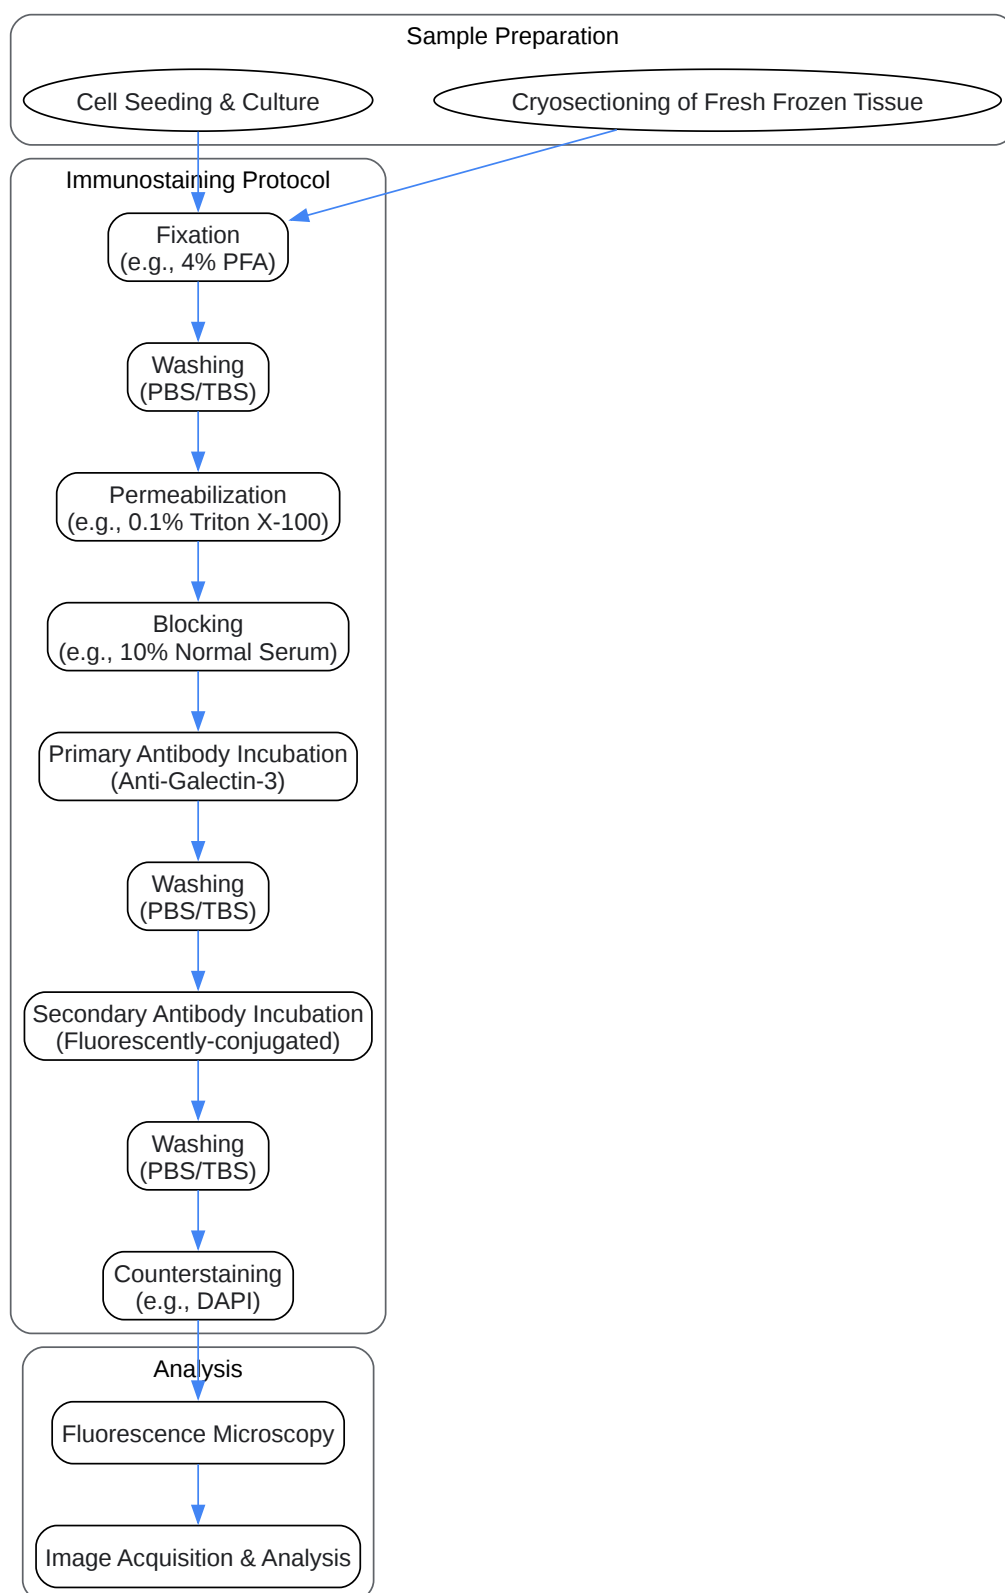 Sample Preparation
Cell Seeding & Culture
Cryosectioning of Fresh Frozen Tissue
Immunostaining Protocol
Fixation
(e.g., 4% PFA)
Washing
(PBS/TBS)
Permeabilization
(e.g., 0.1% Triton X-100)
Blocking
(e.g., 10% Normal Serum)
Primary Antibody Incubation
(Anti-Galectin-3)
Washing
(PBS/TBS)
Secondary Antibody Incubation
(Fluorescently-conjugated)
Washing
(PBS/TBS)
Counterstaining
(e.g., DAPI)
Analysis
Fluorescence Microscopy
Image Acquisition & Analysis